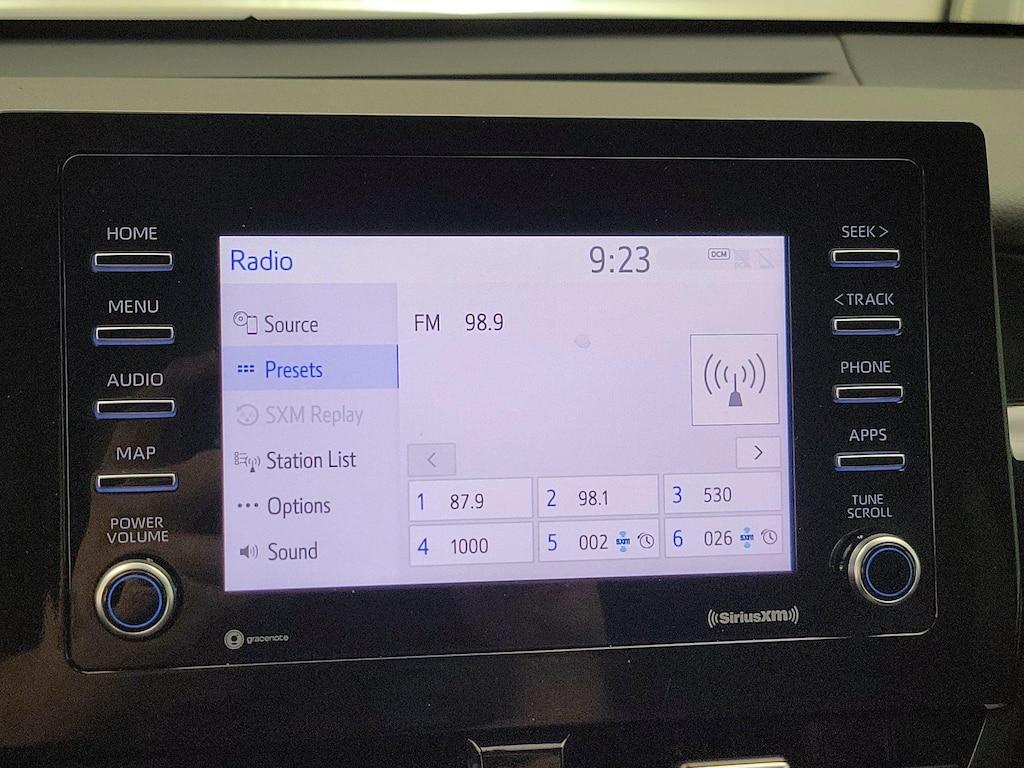 HOME
MENU
AUDIO
MAP
POWER
VOLUME
Radio
9:23
DCM
Source
Presets
SXM Replay
Station List
Options
Sound
FM 98.9
<
>
1 87.9
2 98.1
3 530
4 1000
5 002 SXM
6 026 SXM
SEEK >
< TRACK
PHONE
APPS
TUNE
SCROLL
gracenote
((SiriusXM))